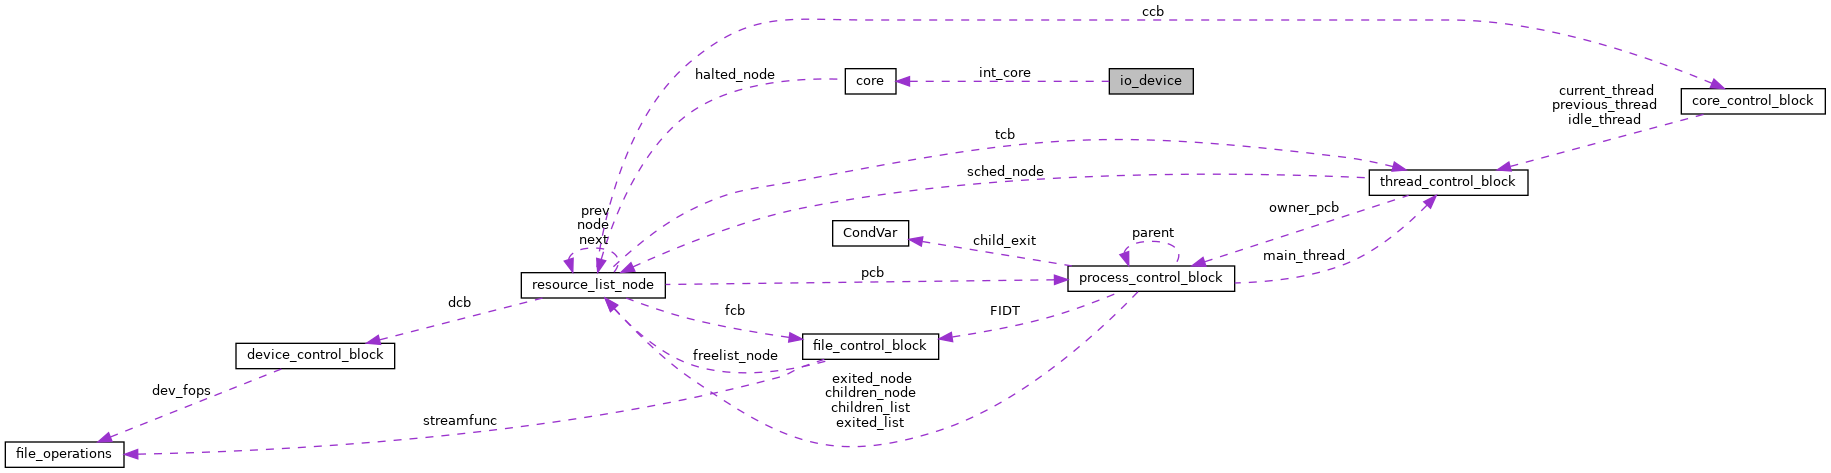 ccb
halted_node
core
int_core
io_device
current_thread
previous_thread
idle_thread
core_control_block
tcb
sched_node
thread_control_block
prev
node
next
CondVar
child_exit
parent
owner_pcb
main_thread
resource_list_node
pcb
process_control_block
dcb
fcb
FIDT
device_control_block
freelist_node
file_control_block
dev_fops
exited_node
children_node
children_list
exited_list
streamfunc
file_operations